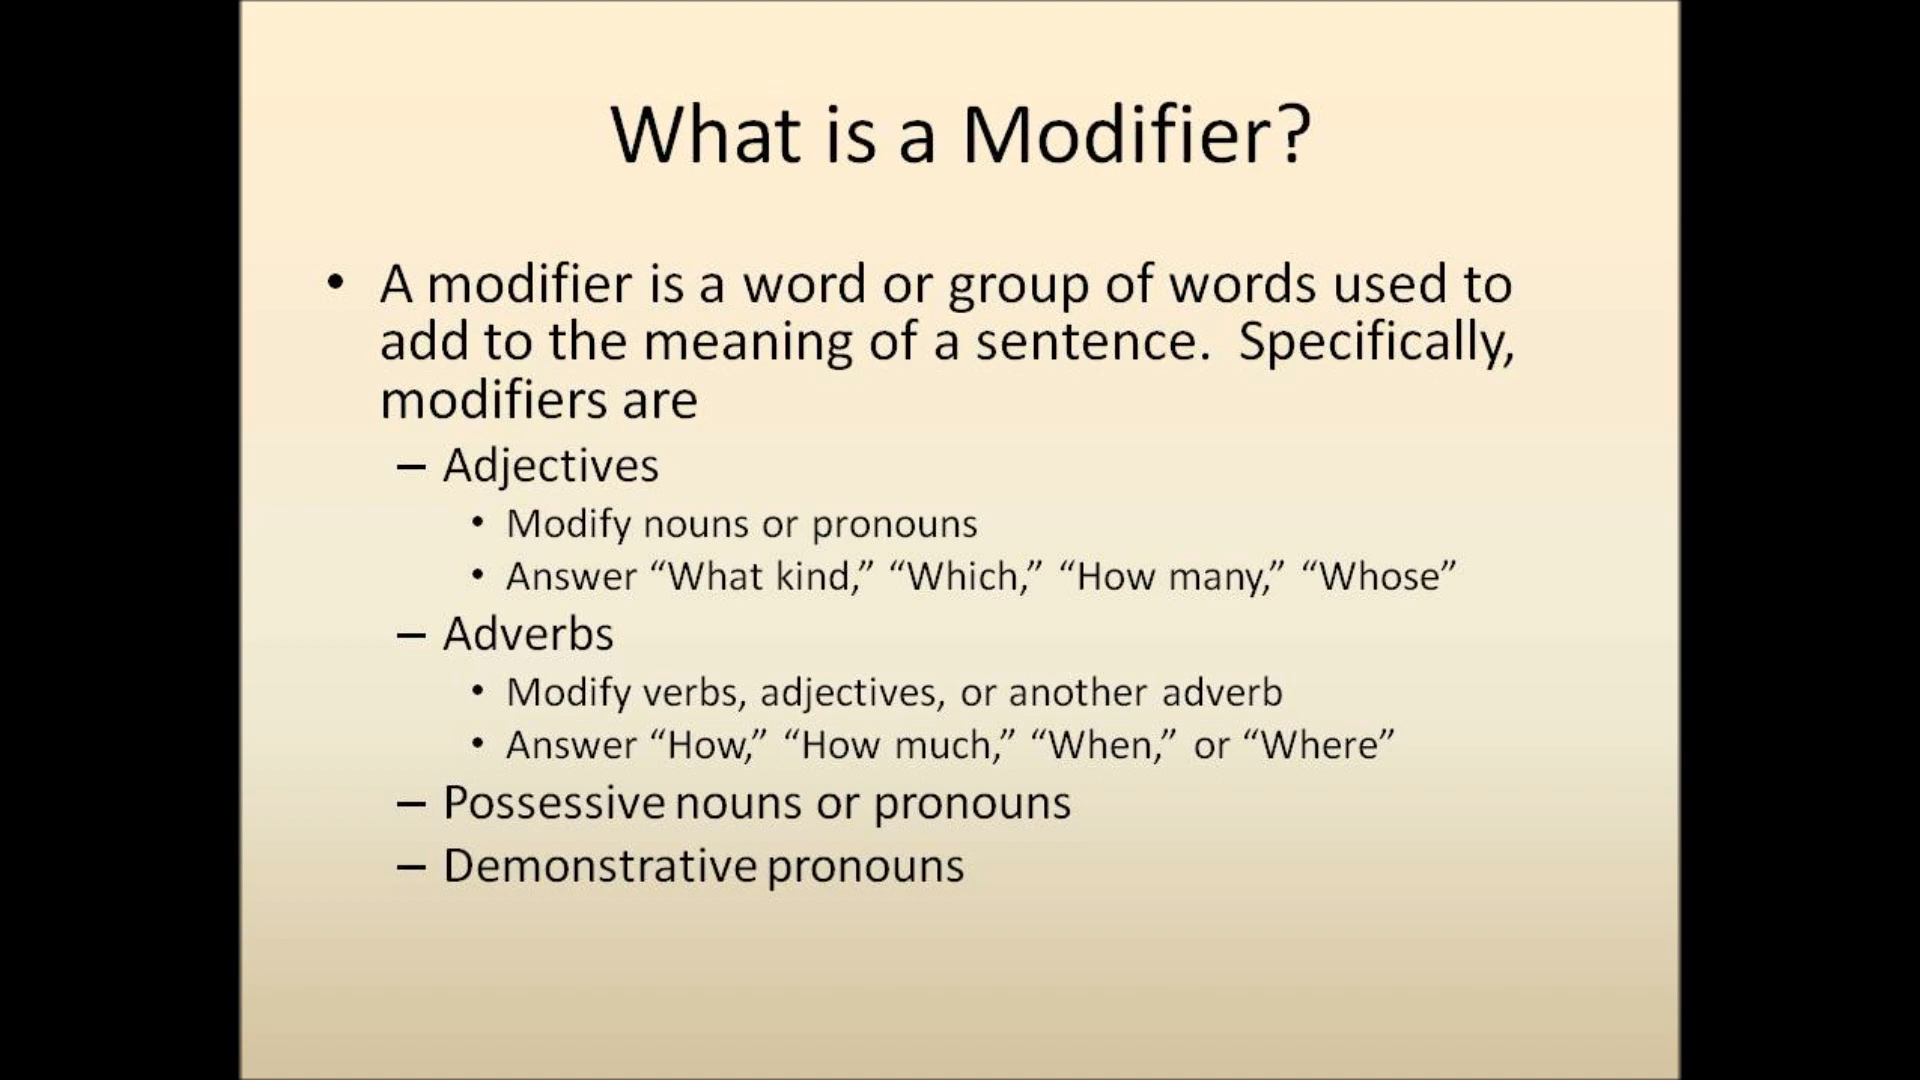 What is a Modifier?
• A modifier is a word or group of words used to
add to the meaning of a sentence.  Specifically,
modifiers are
– Adjectives
• Modify nouns or pronouns
• Answer “What kind,” “Which,” “How many,” “Whose”
– Adverbs
• Modify verbs, adjectives, or another adverb
• Answer “How,” “How much,” “When,” or “Where”
– Possessive nouns or pronouns
– Demonstrative pronouns